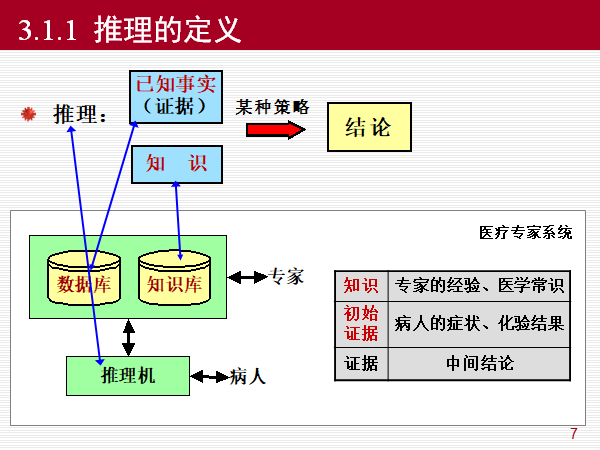 3.1.1 推理的定义
已知事实
（证据）
推理：
某种策略
结论
知 识
医疗专家系统
数据库
知识库
专家
知识 专家的经验、医学常识
初始
证据 病人的症状、化验结果
证据 中间结论
推理机
病人
7